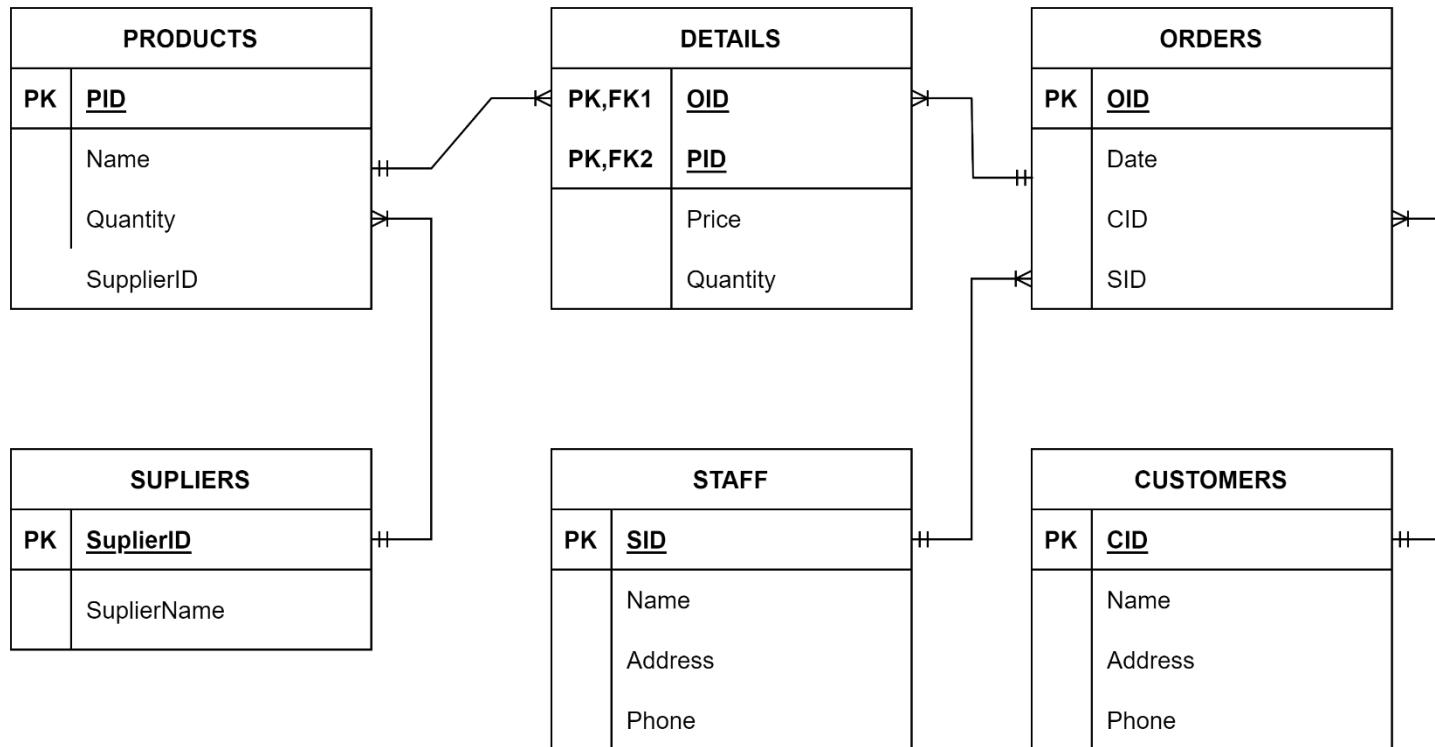 PRODUCTS
PK PID
Name
Quantity
SupplierID
DETAILS
PK,FK1 OID
PK,FK2 PID
Price
Quantity
ORDERS
PK OID
Date
CID
SID
SUPLIERS
PK SuplierID
SuplierName
STAFF
PK SID
Name
Address
Phone
CUSTOMERS
PK CID
Name
Address
Phone